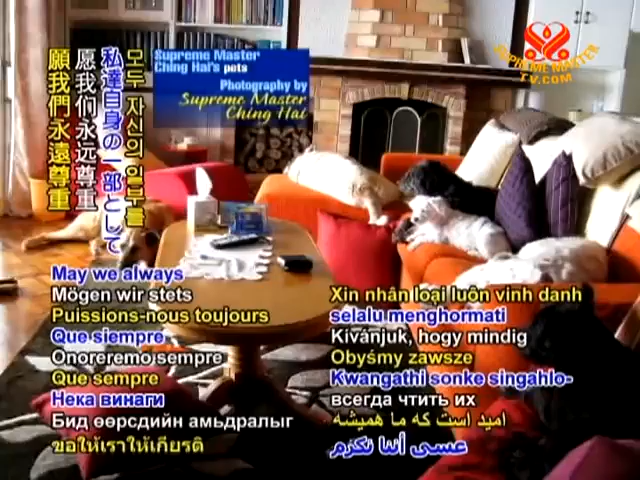 Supreme Master
Ching Hai's pets
Photography by
Supreme Master
Ching Hai
SUPREME MASTER
TV.COM
모두 자신의 일부를
私達自身の一部として
愿我们永远尊重
願我們永遠尊重
May we always
Mögen wir stets
Puissions-nous toujours
Que siempre
Onoreremo sempre
Que sempre
Нека винаги
Бид өөрсдийн амьдралыг
ขอให้เราให้เกียรติ
Xin nhân loại luôn vinh danh
selalu menghormati
Kívánjuk, hogy mindig
Obyśmy zawsze
Kwangathi sonke singahlo-
всегда чтить их
امید است که ما همیشه
عسى أننا نكرم